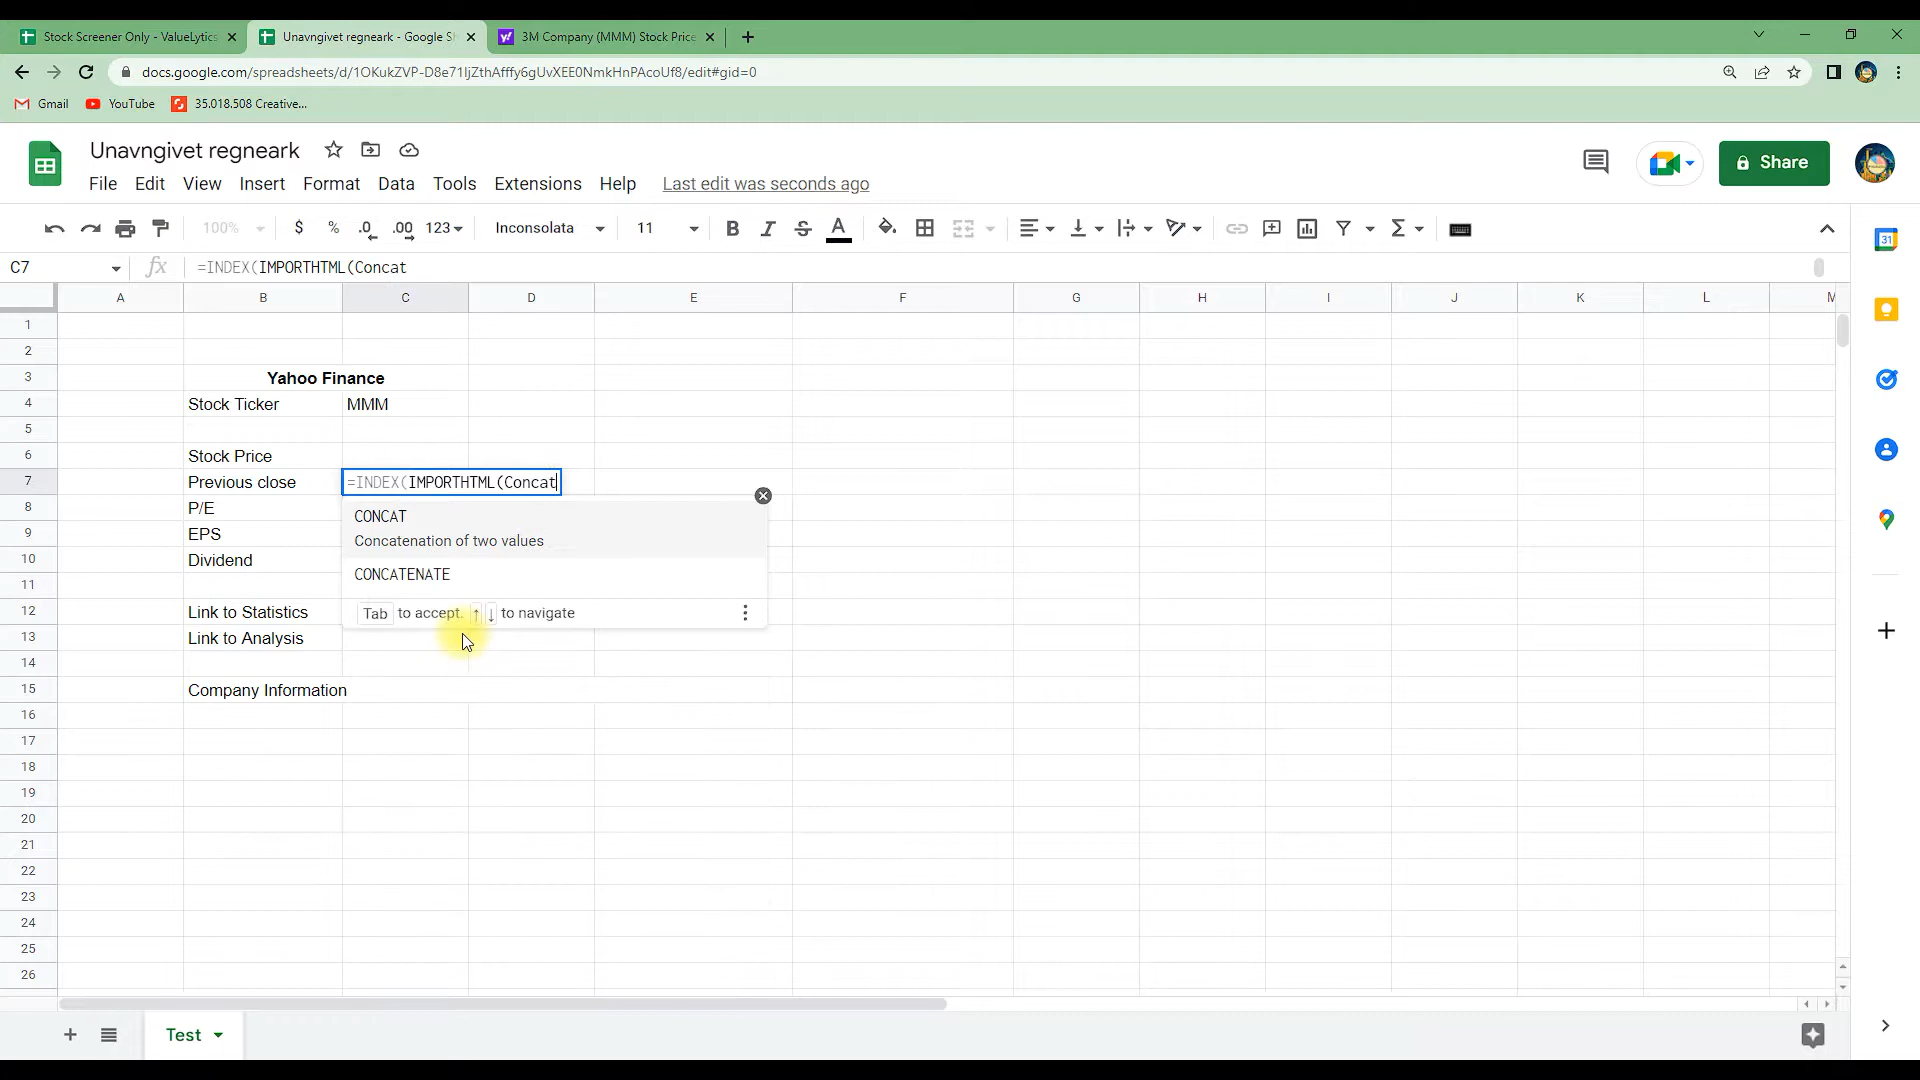 Stock Screener Only - ValueLytics
Unavngivet regneark - Google Sh
3M Company (MMM) Stock Price
docs.google.com/spreadsheets/d/1OKukZVP-D8e71IjZthAfffy6gUvXEE0NmkHnPAcoUf8/edit#gid=0
Gmail
YouTube
35.018.508 Creative...
Unavngivet regneark
File Edit View Insert Format Data Tools Extensions Help Last edit was seconds ago
Share
100% $ % .0 .00 123 Inconsolata 11 B I S A
31
C7 fx =INDEX(IMPORTHTML(Concat
A B C D E F G H I J K L M
1
2
3 Yahoo Finance
4 Stock Ticker MMM
5
6 Stock Price
7 Previous close =INDEX(IMPORTHTML(Concat
8 P/E
CONCAT
9 EPS
Concatenation of two values
10 Dividend
CONCATENATE
11
12 Link to Statistics
Tab to accept. ↑ ↓ to navigate
13 Link to Analysis
14
15 Company Information
16
17
18
19
20
21
22
23
24
25
26
Test